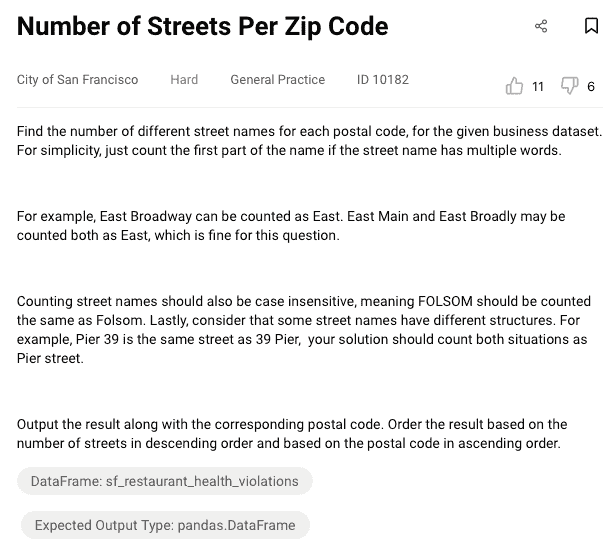 Number of Streets Per Zip Code
City of San Francisco Hard General Practice ID 10182 11 6
Find the number of different street names for each postal code, for the given business dataset.
For simplicity, just count the first part of the name if the street name has multiple words.
For example, East Broadway can be counted as East. East Main and East Broadly may be
counted both as East, which is fine for this question.
Counting street names should also be case insensitive, meaning FOLSOM should be counted
the same as Folsom. Lastly, consider that some street names have different structures. For
example, Pier 39 is the same street as 39 Pier,  your solution should count both situations as
Pier street.
Output the result along with the corresponding postal code. Order the result based on the
number of streets in descending order and based on the postal code in ascending order.
DataFrame: sf_restaurant_health_violations
Expected Output Type: pandas.DataFrame